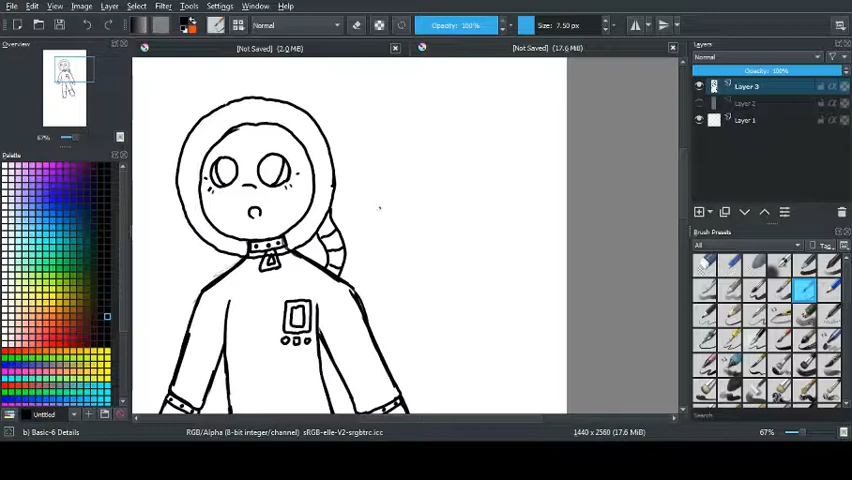 File Edit View Image Layer Select Filter Tools Settings Window Help
Normal Opacity: 100% Size: 7.50 px
Overview
[Not Saved] (2.0 MB)
[Not Saved] (17.6 MiB)
Layers
Normal
Opacity: 100%
Layer 3
Layer 2
Layer 1
67%
Palette
Brush Presets
All Tag
Search
Untitled
b) Basic-6 Details RGB/Alpha (8-bit integer/channel) sRGB-elle-V2-srgbtrc.icc 1440 x 2560 (17.6 MiB) 67%